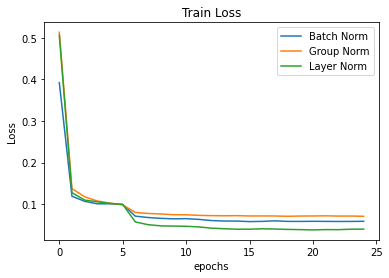 Train Loss
Batch Norm
Group Norm
Layer Norm
Loss
0.5
0.4
0.3
0.2
0.1
0
5
10
15
20
25
epochs